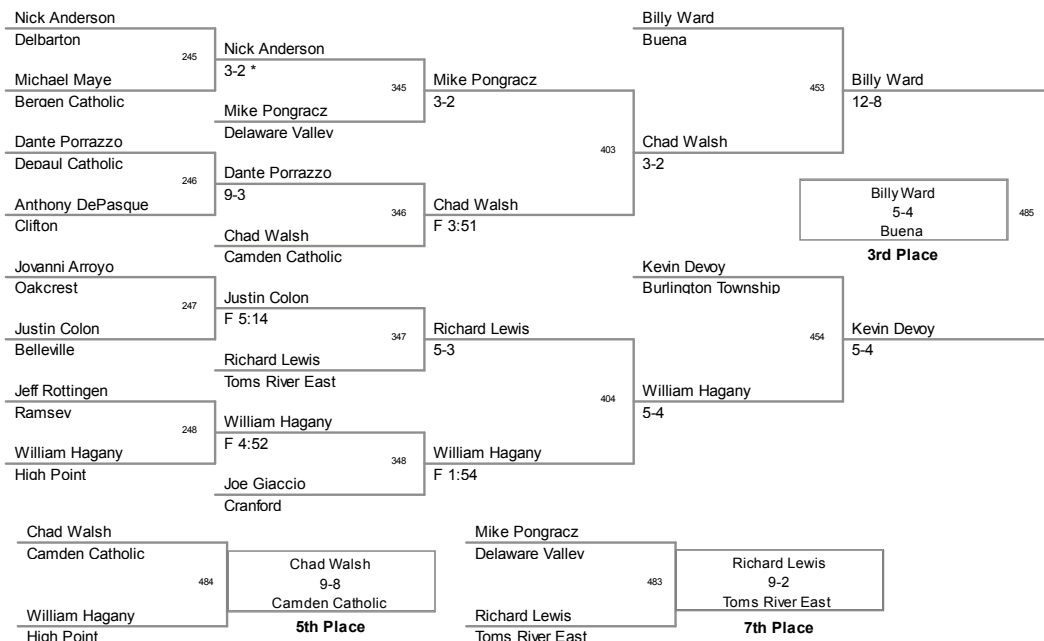 Nick Anderson
Delbarton
245
Michael Maye
Bergen Catholic
Dante Porrazzo
Depaul Catholic
246
Anthony DePasque
Clifton
Jovanni Arroyo
Oakcrest
247
Justin Colon
Belleville
Jeff Rottingen
Ramsey
248
William Hagany
High Point
Nick Anderson
3-2 *
345
Mike Pongracz
Delaware Valley
Dante Porrazzo
9-3
346
Chad Walsh
Camden Catholic
Justin Colon
F 5:14
347
Richard Lewis
Toms River East
William Hagany
F 4:52
348
Joe Giaccio
Cranford
Mike Pongracz
3-2
403
Chad Walsh
F 3:51
Richard Lewis
5-3
404
William Hagany
F 1:54
Billy Ward
Buena
453
Chad Walsh
3-2
Kevin Devoy
Burlington Township
454
William Hagany
5-4
Billy Ward
12-8
Billy Ward
5-4
Buena
485
3rd Place
Kevin Devoy
5-4
Chad Walsh
Camden Catholic
484
William Hagany
High Point
Chad Walsh
9-8
Camden Catholic
5th Place
Mike Pongracz
Delaware Valley
483
Richard Lewis
Toms River East
Richard Lewis
9-2
Toms River East
7th Place